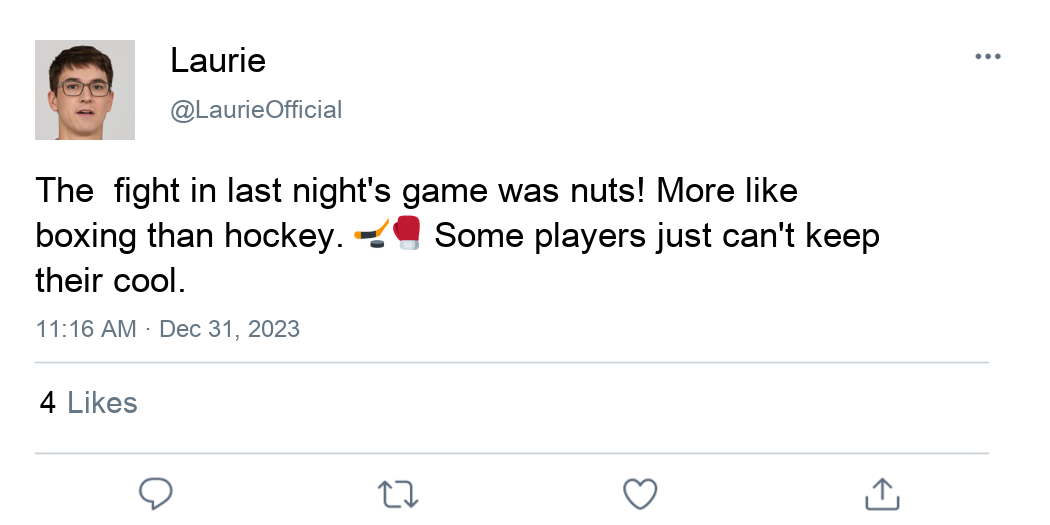 Laurie
@LaurieOfficial
The  fight in last night's game was nuts! More like
boxing than hockey. 🏒🥊 Some players just can't keep
their cool.
11:16 AM · Dec 31, 2023
4 Likes